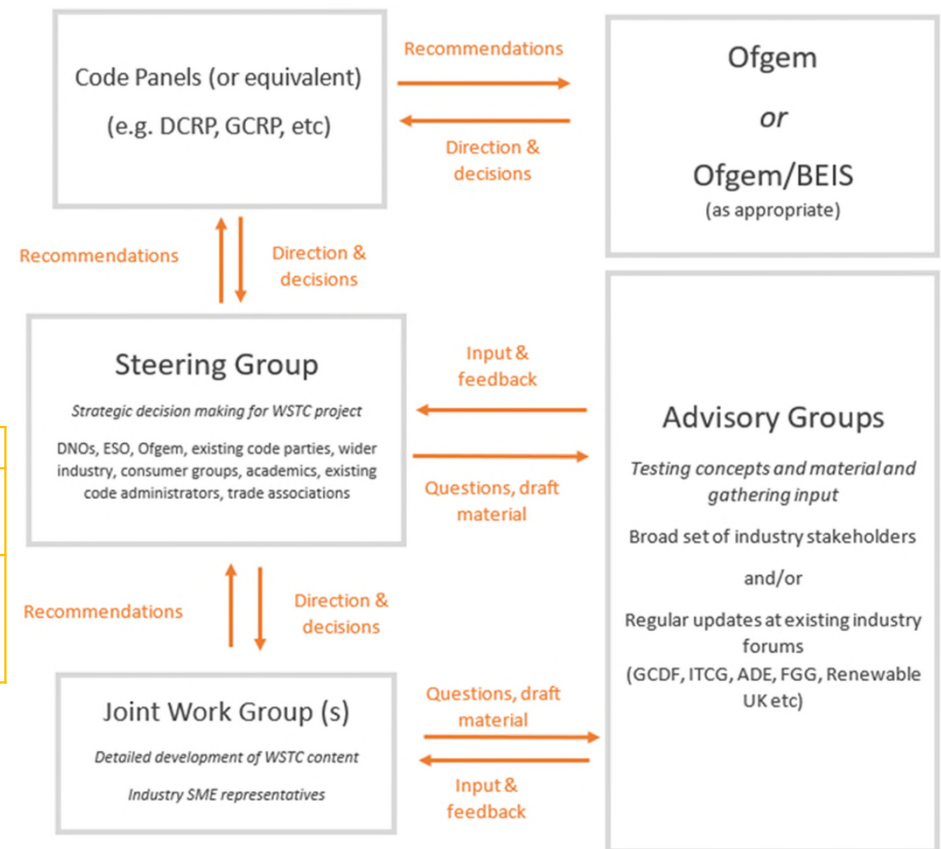 Code Panels (or equivalent)
(e.g. DCRP, GCRP, etc)
Recommendations
Direction &
decisions
Ofgem
or
Ofgem/BEIS
(as appropriate)
Recommendations
Direction &
decisions
Steering Group
Strategic decision making for WSTC project
DNOs, ESO, Ofgem, existing code parties, wider
industry, consumer groups, academics, existing
code administrators, trade associations
Input &
feedback
Questions, draft
material
Advisory Groups
Testing concepts and material and
gathering input
Broad set of industry stakeholders
and/or
Regular updates at existing industry
forums
(GCDF, ITCG, ADE, FGG, Renewable
UK etc)
Recommendations
Direction &
decisions
Joint Work Group (s)
Detailed development of WSTC content
Industry SME representatives
Questions, draft
material
Input &
feedback